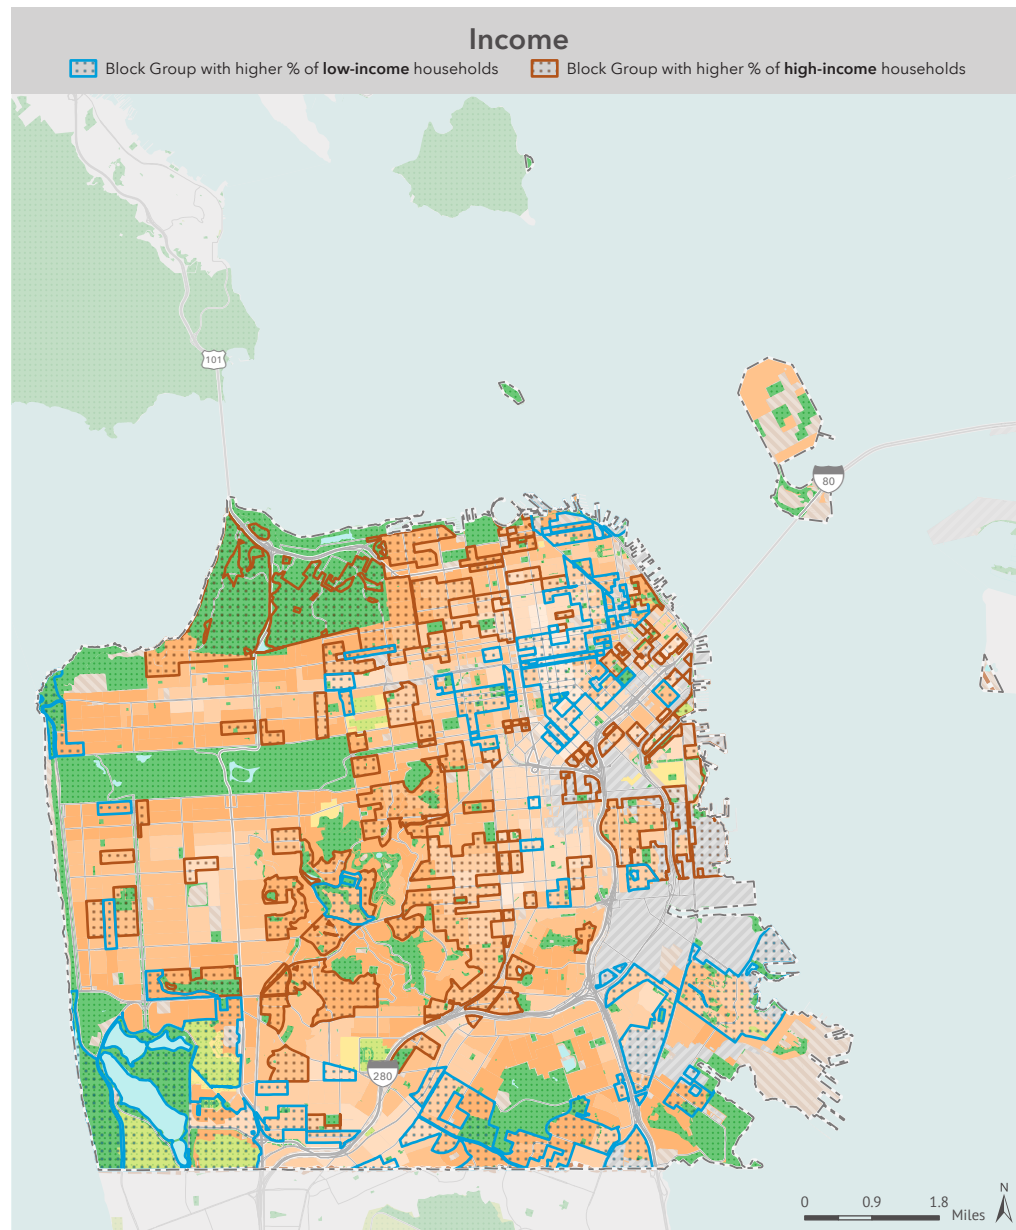 Income
Block Group with higher % of low-income households
Block Group with higher % of high-income households
101
80
280
0 0.9 1.8
Miles
N